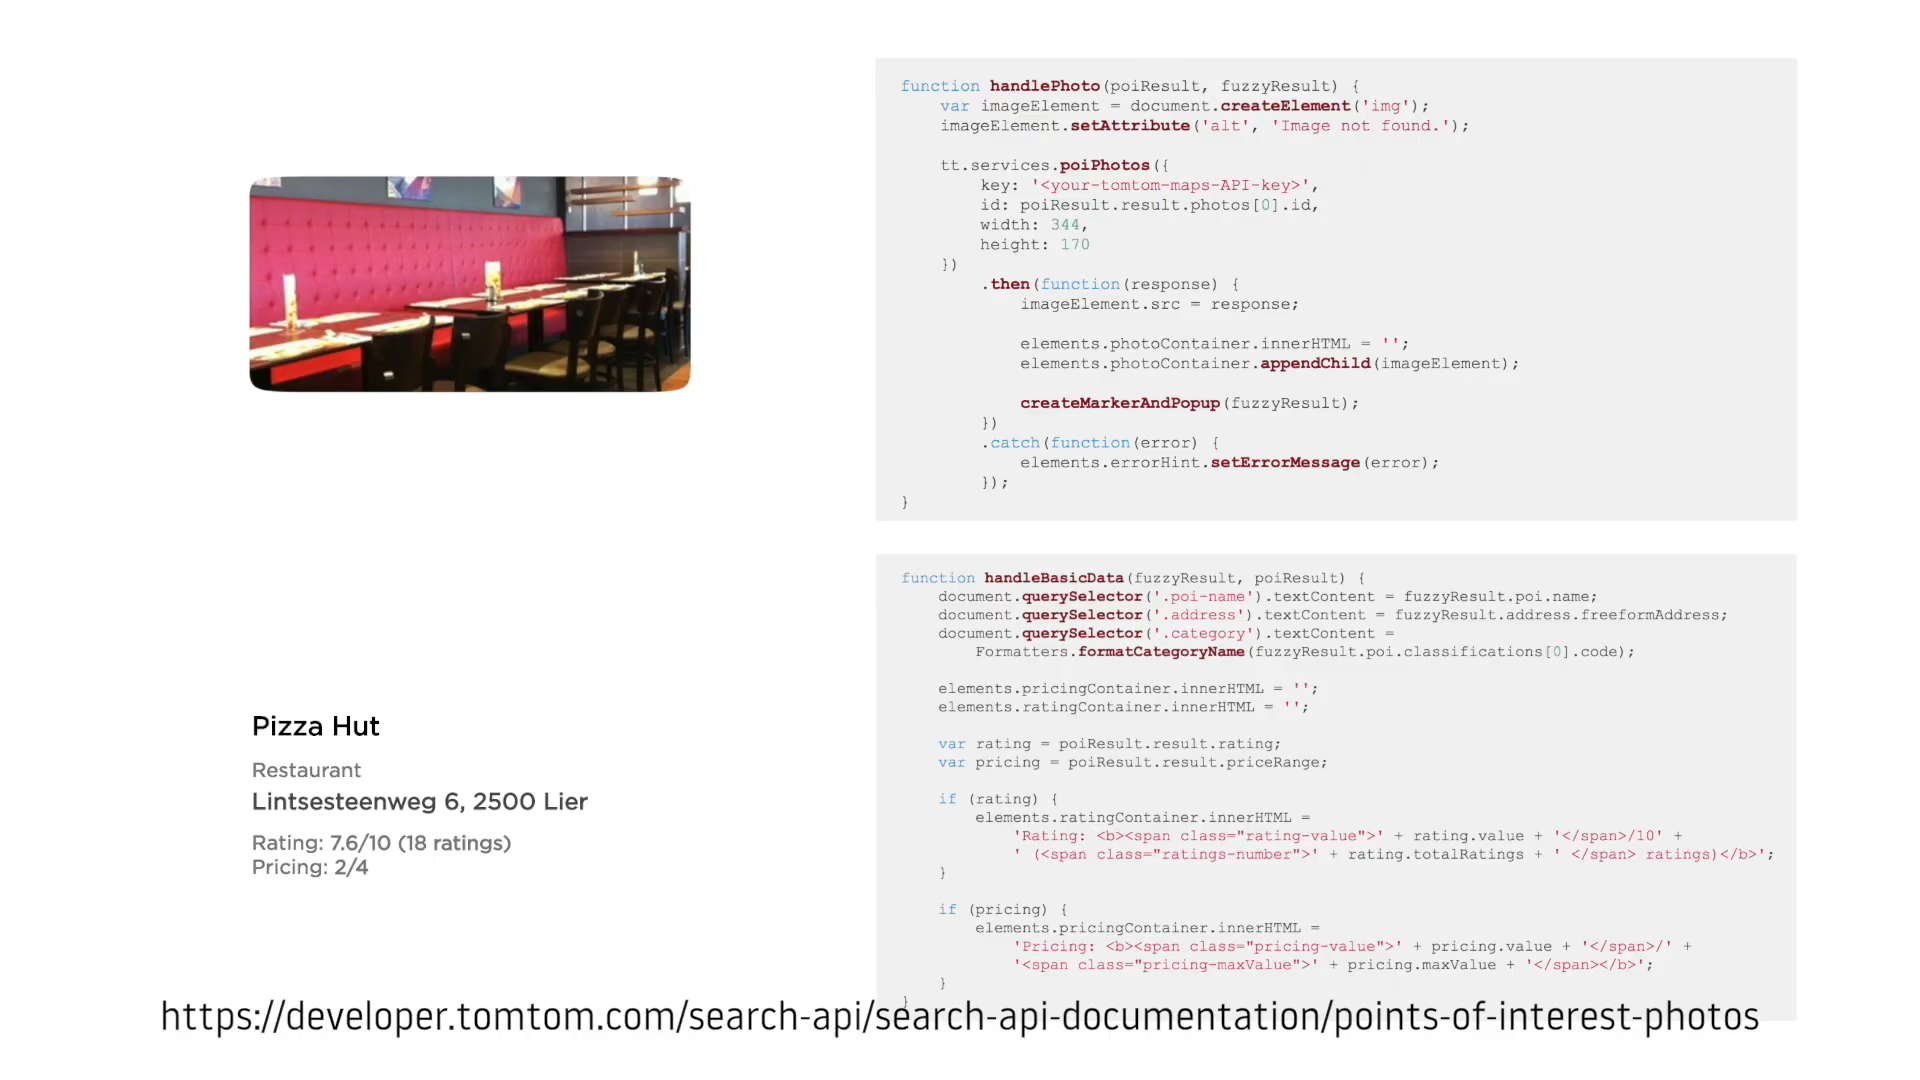 function handlePhoto(poiResult, fuzzyResult) {
var imageElement = document.createElement('img');
imageElement.setAttribute('alt', 'Image not found.');
tt.services.poiPhotos({
key: '<your-tomtom-maps-API-key>',
id: poiResult.result.photos[0].id,
width: 344,
height: 170
})
.then(function(response) {
imageElement.src = response;
elements.photoContainer.innerHTML = '';
elements.photoContainer.appendChild(imageElement);
createMarkerAndPopup(fuzzyResult);
})
.catch(function(error) {
elements.errorHint.setErrorMessage(error);
});
}
Pizza Hut
Restaurant
Lintsesteenweg 6, 2500 Lier
Rating: 7.6/10 (18 ratings)
Pricing: 2/4
function handleBasicData(fuzzyResult, poiResult) {
document.querySelector('.poi-name').textContent = fuzzyResult.poi.name;
document.querySelector('.address').textContent = fuzzyResult.address.freeformAddress;
document.querySelector('.category').textContent =
Formatters.formatCategoryName(fuzzyResult.poi.classifications[0].code);
elements.pricingContainer.innerHTML = '';
elements.ratingContainer.innerHTML = '';
var rating = poiResult.result.rating;
var pricing = poiResult.result.priceRange;
if (rating) {
elements.ratingContainer.innerHTML =
'Rating: <b><span class="rating-value">' + rating.value + '</span>/10' +
' (<span class="ratings-number">' + rating.totalRatings + ' </span> ratings)</b>';
}
if (pricing) {
elements.pricingContainer.innerHTML =
'Pricing: <b><span class="pricing-value">' + pricing.value + '</span>/' +
'<span class="pricing-maxValue">' + pricing.maxValue + '</span></b>';
}
}
https://developer.tomtom.com/search-api/search-api-documentation/points-of-interest-photos